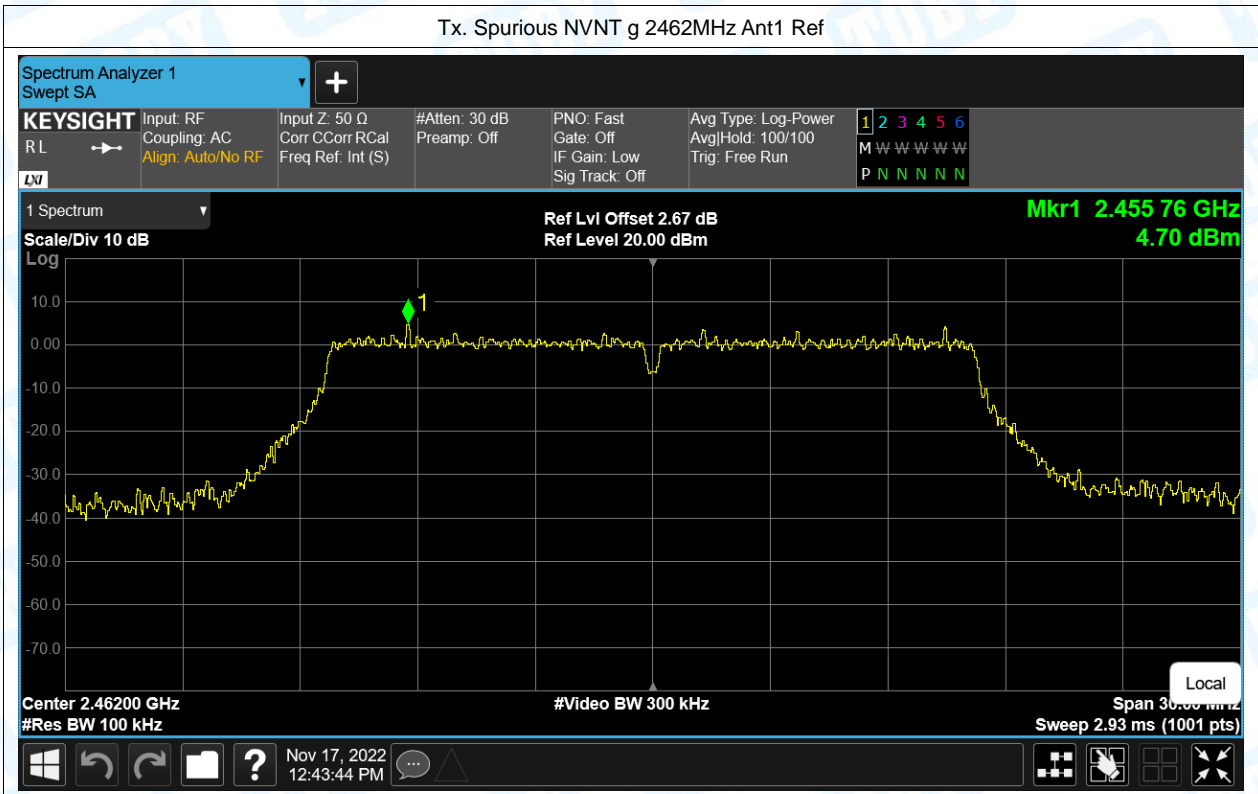 Tx. Spurious NVNT g 2462MHz Ant1 Ref
Spectrum Analyzer 1
Swept SA
KEYSIGHT
R L
LXI
Input: RF
Coupling: AC
Align: Auto/No RF
Input Z: 50 Ω
Corr CCorr RCal
Freq Ref: Int (S)
#Atten: 30 dB
Preamp: Off
PNO: Fast
Gate: Off
IF Gain: Low
Sig Track: Off
Avg Type: Log-Power
Avg|Hold: 100/100
Trig: Free Run
1 2 3 4 5 6
M W W W W W W
P N N N N N N
1 Spectrum
Scale/Div 10 dB
Log
Ref Lvl Offset 2.67 dB
Ref Level 20.00 dBm
Mkr1 2.455 76 GHz
4.70 dBm
1
10.0
0.00
-10.0
-20.0
-30.0
-40.0
-50.0
-60.0
-70.0
Local
Center 2.46200 GHz
#Res BW 100 kHz
#Video BW 300 kHz
Span 30.00 MHz
Sweep 2.93 ms (1001 pts)
?
Nov 17, 2022
12:43:44 PM